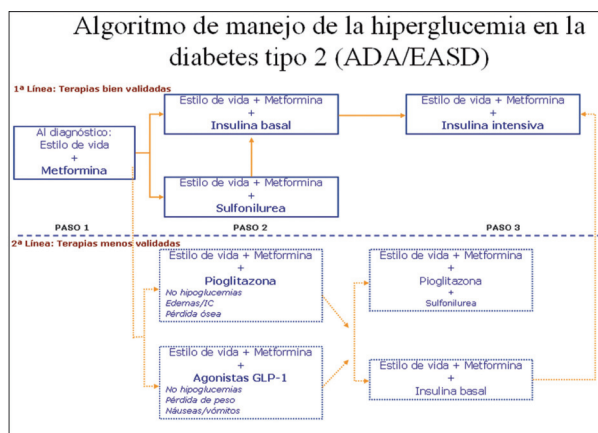 Algoritmo de manejo de la hiperglucemia en la
diabetes tipo 2 (ADA/EASD)
1ª Línea: Terapias bien validadas
Al diagnóstico:
Estilo de vida
+
Metformina
Estilo de vida + Metformina
+
Insulina basal
Estilo de vida + Metformina
+
Insulina intensiva
Estilo de vida + Metformina
+
Sulfonilurea
PASO 1
PASO 2
PASO 3
2ª Línea: Terapias menos validadas
Estilo de vida + Metformina
+
Pioglitazona
No hipoglucemias
Edemas/IC
Pérdida ósea
Estilo de vida + Metformina
+
Pioglitazona
+
Sulfonilurea
Estilo de vida + Metformina
+
Agonistas GLP-1
No hipoglucemias
Pérdida de peso
Náuseas/vómitos
Estilo de vida + Metformina
+
Insulina basal